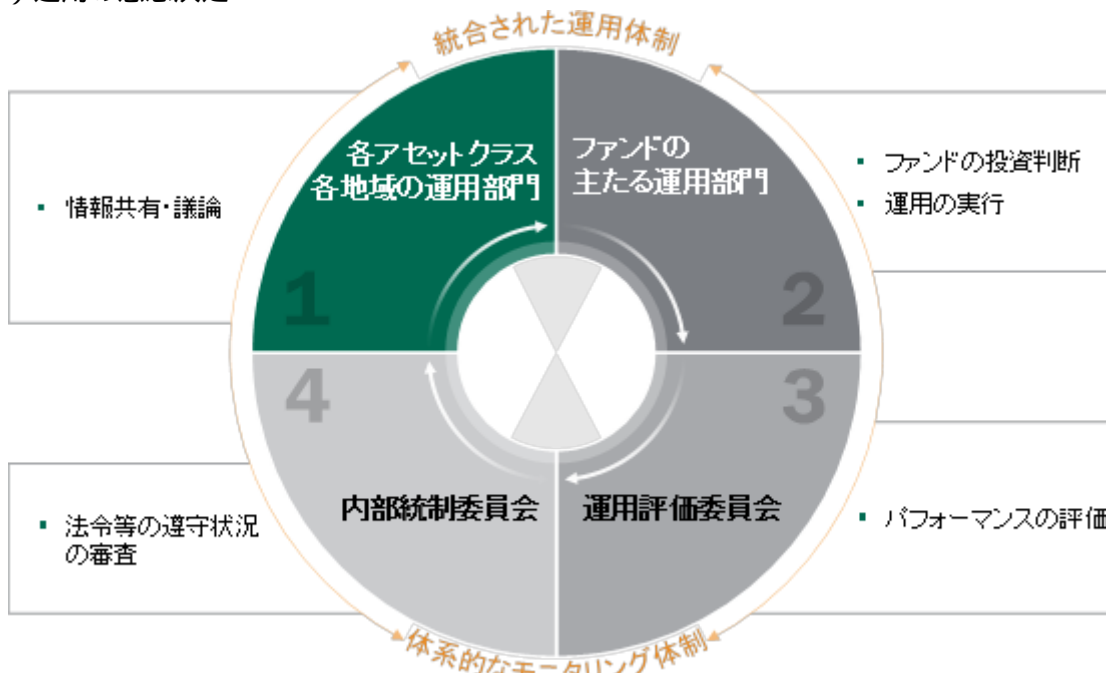 統合された運用体制
各アセットクラス
各地域の運用部門
ファンドの
主たる運用部門
▪ 情報共有・議論
▪ ファンドの投資判断
▪ 運用の実行
1
2
4
3
内部統制委員会
運用評価委員会
▪ 法令等の遵守状況
の審査
▪ パフォーマンスの評価
体系的なモニタリング体制